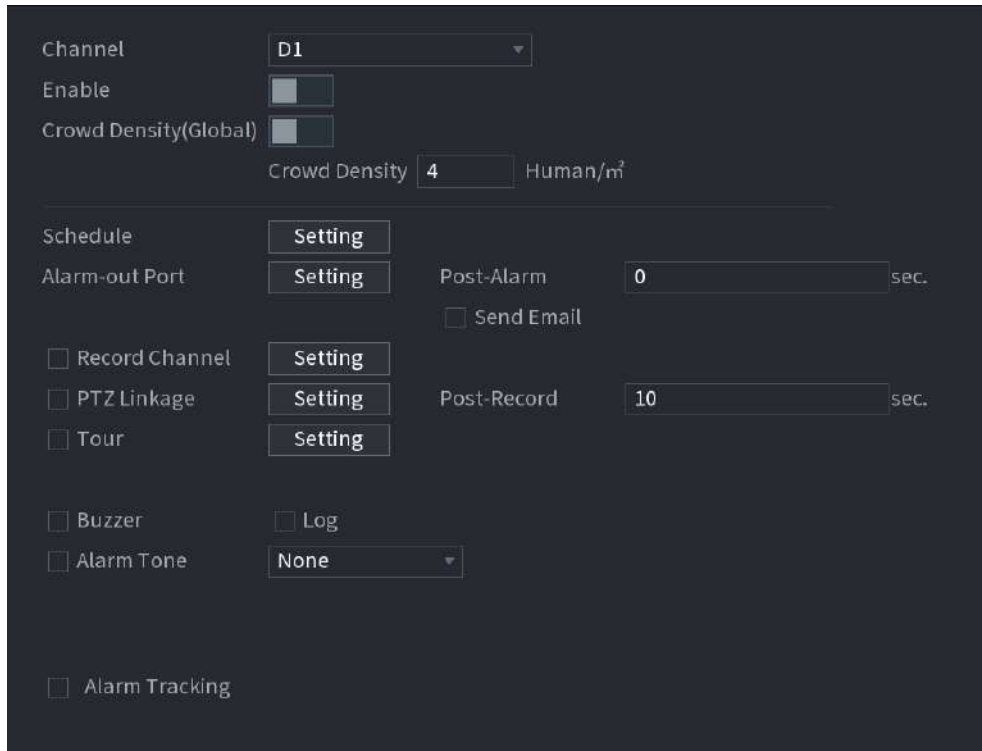 Channel D1
Enable
Crowd Density(Global)
Crowd Density 4 Human/㎡
Schedule Setting
Alarm-out Port Setting Post-Alarm 0 sec.
Send Email
Record Channel Setting
PTZ Linkage Setting Post-Record 10 sec.
Tour Setting
Buzzer Log
Alarm Tone None
Alarm Tracking